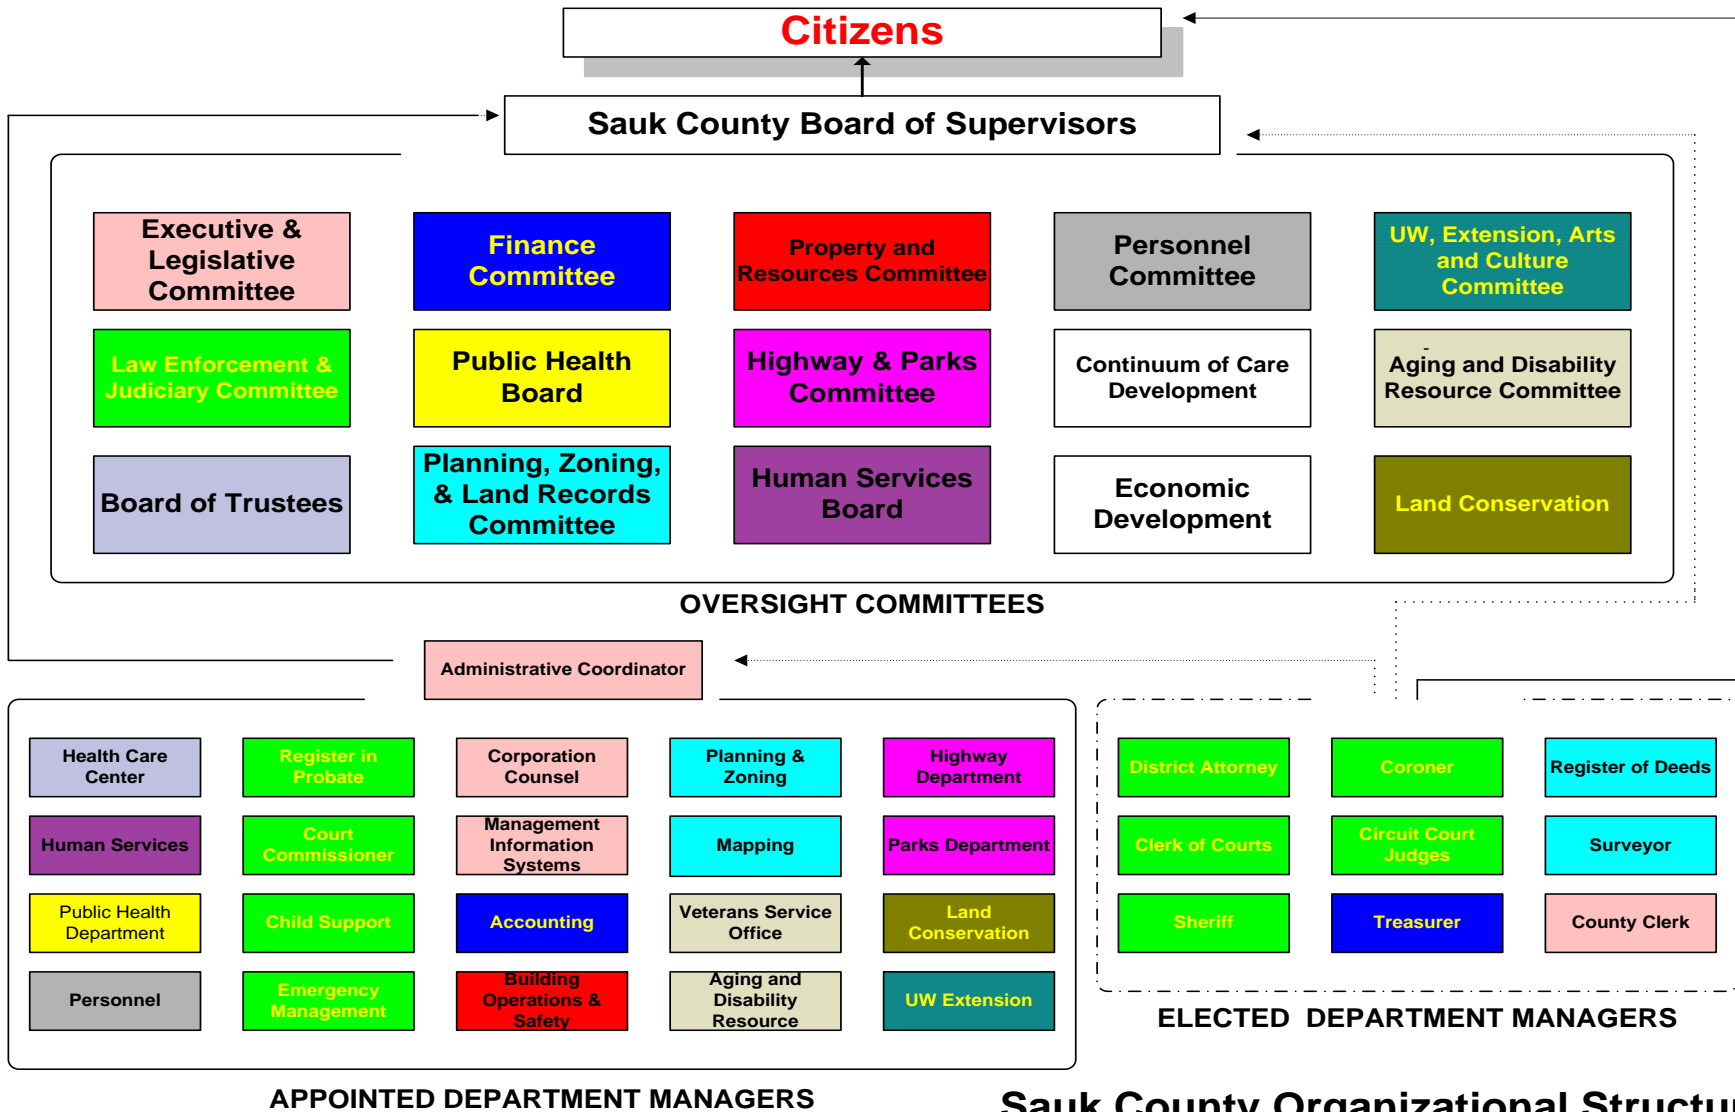 Citizens
Sauk County Board of Supervisors
Executive &
Legislative
Committee
Finance
Committee
Property and
Resources Committee
Personnel
Committee
UW, Extension, Arts
and Culture
Committee
Law Enforcement &
Judiciary Committee
Public Health
Board
Highway & Parks
Committee
Continuum of Care
Development
-
Aging and Disability
Resource Committee
Board of Trustees
Planning, Zoning,
& Land Records
Committee
Human Services
Board
Economic
Development
Land Conservation
OVERSIGHT COMMITTEES
Administrative Coordinator
Health Care
Center
Register in
Probate
Corporation
Counsel
Planning &
Zoning
Highway
Department
Human Services
Court
Commissioner
Management
Information
Systems
Mapping
Parks Department
Public Health
Department
Child Support
Accounting
Veterans Service
Office
Land
Conservation
Personnel
Emergency
Management
Building
Operations &
Safety
Aging and
Disability
Resource
UW Extension
APPOINTED DEPARTMENT MANAGERS
District Attorney
Coroner
Register of Deeds
Clerk of Courts
Circuit Court
Judges
Surveyor
Sheriff
Treasurer
County Clerk
ELECTED DEPARTMENT MANAGERS
Sauk County Organizational Structu